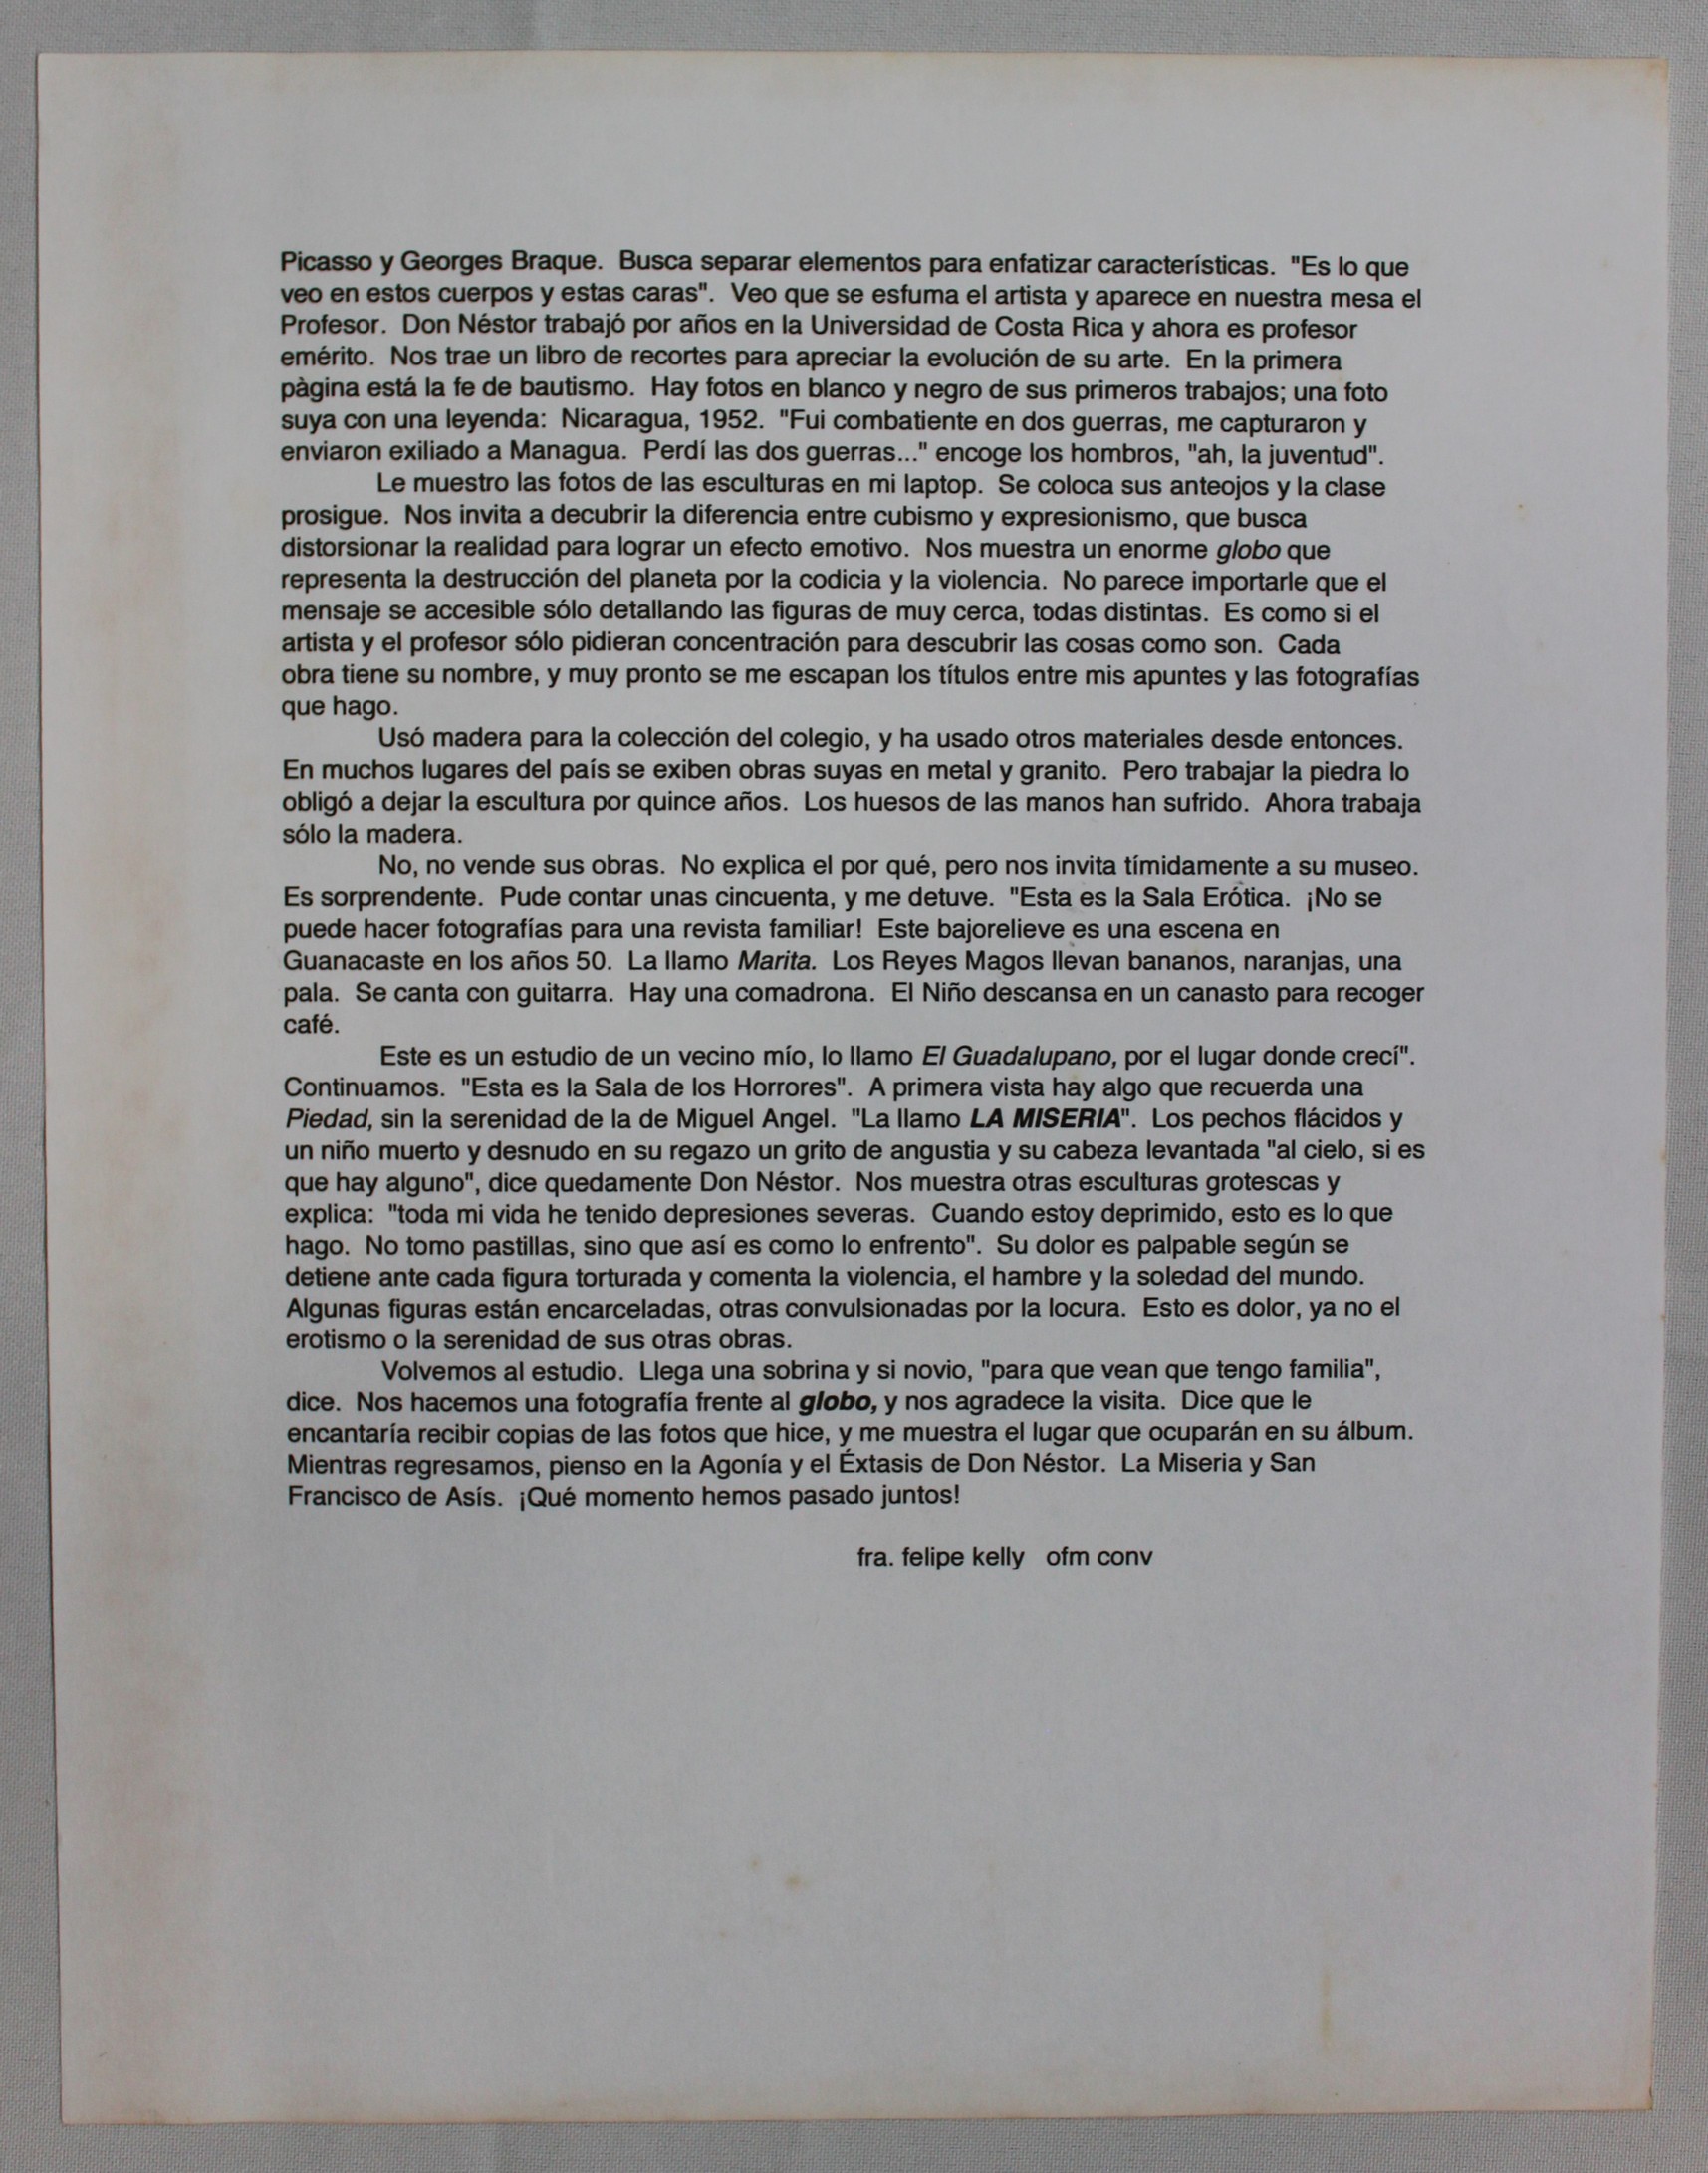 Picasso y Georges Braque.  Busca separar elementos para enfatizar características.  "Es lo que
veo en estos cuerpos y estas caras".  Veo que se esfuma el artista y aparece en nuestra mesa el
Profesor.  Don Néstor trabajó por años en la Universidad de Costa Rica y ahora es profesor
emérito.  Nos trae un libro de recortes para apreciar la evolución de su arte.  En la primera
pàgina está la fe de bautismo.  Hay fotos en blanco y negro de sus primeros trabajos; una foto
suya con una leyenda:  Nicaragua, 1952.  "Fui combatiente en dos guerras, me capturaron y
enviaron exiliado a Managua.  Perdí las dos guerras..." encoge los hombros, "ah, la juventud".
Le muestro las fotos de las esculturas en mi laptop.  Se coloca sus anteojos y la clase
prosigue.  Nos invita a decubrir la diferencia entre cubismo y expresionismo, que busca
distorsionar la realidad para lograr un efecto emotivo.  Nos muestra un enorme globo que
representa la destrucción del planeta por la codicia y la violencia.  No parece importarle que el
mensaje se accesible sólo detallando las figuras de muy cerca, todas distintas.  Es como si el
artista y el profesor sólo pidieran concentración para descubrir las cosas como son.  Cada
obra tiene su nombre, y muy pronto se me escapan los títulos entre mis apuntes y las fotografías
que hago.
Usó madera para la colección del colegio, y ha usado otros materiales desde entonces.
En muchos lugares del país se exiben obras suyas en metal y granito.  Pero trabajar la piedra lo
obligó a dejar la escultura por quince años.  Los huesos de las manos han sufrido.  Ahora trabaja
sólo la madera.
No, no vende sus obras.  No explica el por qué, pero nos invita tímidamente a su museo.
Es sorprendente.  Pude contar unas cincuenta, y me detuve.  "Esta es la Sala Erótica.  ¡No se
puede hacer fotografías para una revista familiar!  Este bajorelieve es una escena en
Guanacaste en los años 50.  La llamo Marita.  Los Reyes Magos llevan bananos, naranjas, una
pala.  Se canta con guitarra.  Hay una comadrona.  El Niño descansa en un canasto para recoger
café.
Este es un estudio de un vecino mío, lo llamo El Guadalupano, por el lugar donde crecí".
Continuamos.  "Esta es la Sala de los Horrores".  A primera vista hay algo que recuerda una
Piedad, sin la serenidad de la de Miguel Angel.  "La llamo LA MISERIA".  Los pechos flácidos y
un niño muerto y desnudo en su regazo un grito de angustia y su cabeza levantada "al cielo, si es
que hay alguno", dice quedamente Don Néstor.  Nos muestra otras esculturas grotescas y
explica:  "toda mi vida he tenido depresiones severas.  Cuando estoy deprimido, esto es lo que
hago.  No tomo pastillas, sino que así es como lo enfrento".  Su dolor es palpable según se
detiene ante cada figura torturada y comenta la violencia, el hambre y la soledad del mundo.
Algunas figuras están encarceladas, otras convulsionadas por la locura.  Esto es dolor, ya no el
erotismo o la serenidad de sus otras obras.
Volvemos al estudio.  Llega una sobrina y si novio, "para que vean que tengo familia",
dice.  Nos hacemos una fotografía frente al globo, y nos agradece la visita.  Dice que le
encantaría recibir copias de las fotos que hice, y me muestra el lugar que ocuparán en su álbum.
Mientras regresamos, pienso en la Agonía y el Éxtasis de Don Néstor.  La Miseria y San
Francisco de Asís.  ¡Qué momento hemos pasado juntos!
fra. felipe kelly   ofm conv